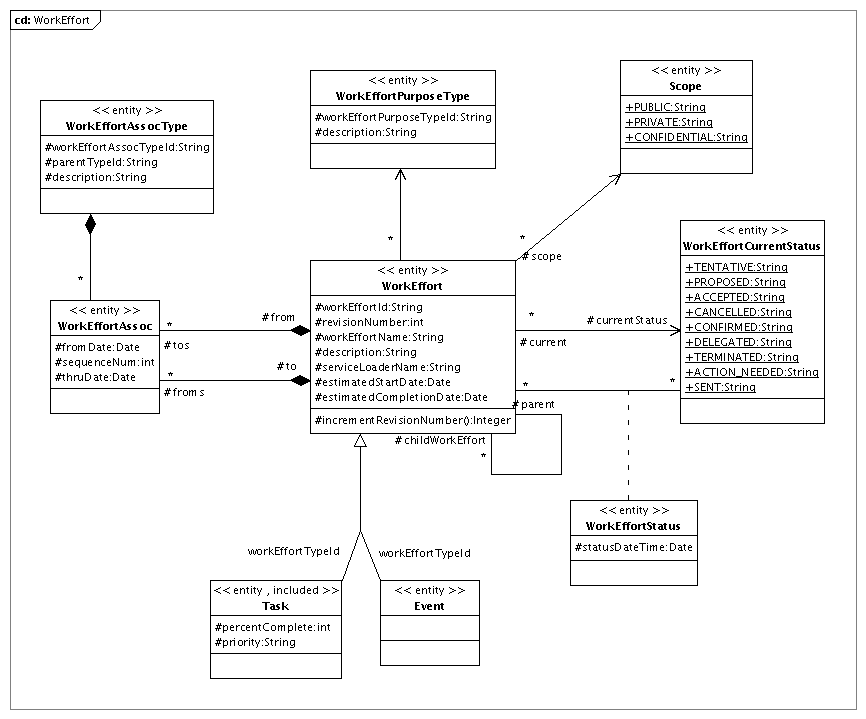 cd: WorkEffort
<< entity >>
WorkEffortAssocType
#workEffortAssocTypeId:String
#parentTypeId:String
#description:String
<< entity >>
WorkEffortPurposeType
#workEffortPurposeTypeId:String
#description:String
<< entity >>
Scope
+PUBLIC:String
+PRIVATE:String
+CONFIDENTIAL:String
*
*
*
#scope
<< entity >>
WorkEffortCurrentStatus
+TENTATIVE:String
+PROPOSED:String
+ACCEPTED:String
+CANCELLED:String
+CONFIRMED:String
+DELEGATED:String
+TERMINATED:String
+ACTION_NEEDED:String
+SENT:String
<< entity >>
WorkEffortAssoc
#fromDate:Date
#sequenceNum:int
#thruDate:Date
*
#tos
#from
*
#froms
#to
<< entity >>
WorkEffort
#workEffortId:String
#revisionNumber:int
#workEffortName:String
#description:String
#serviceLoaderName:String
#estimatedStartDate:Date
#estimatedCompletionDate:Date
#incrementRevisionNumber():Integer
*
#current
#currentStatus
*
*
#parent
#childWorkEffort
*
<< entity >>
WorkEffortStatus
#statusDateTime:Date
workEffortTypeId
workEffortTypeId
<< entity , included >>
Task
#percentComplete:int
#priority:String
<< entity >>
Event